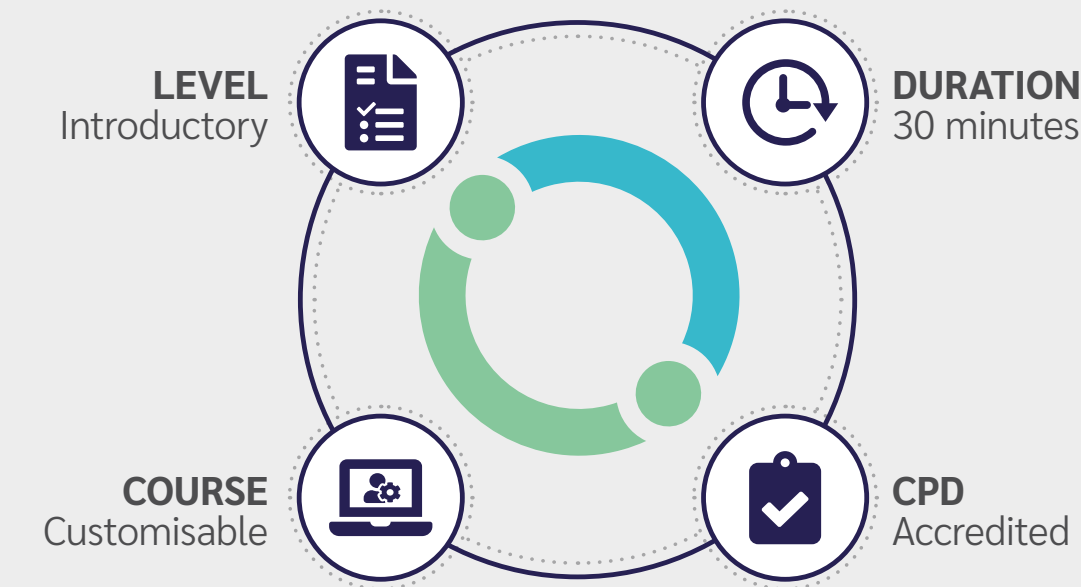 LEVEL
Introductory
DURATION
30 minutes
COURSE
Customisable
CPD
Accredited